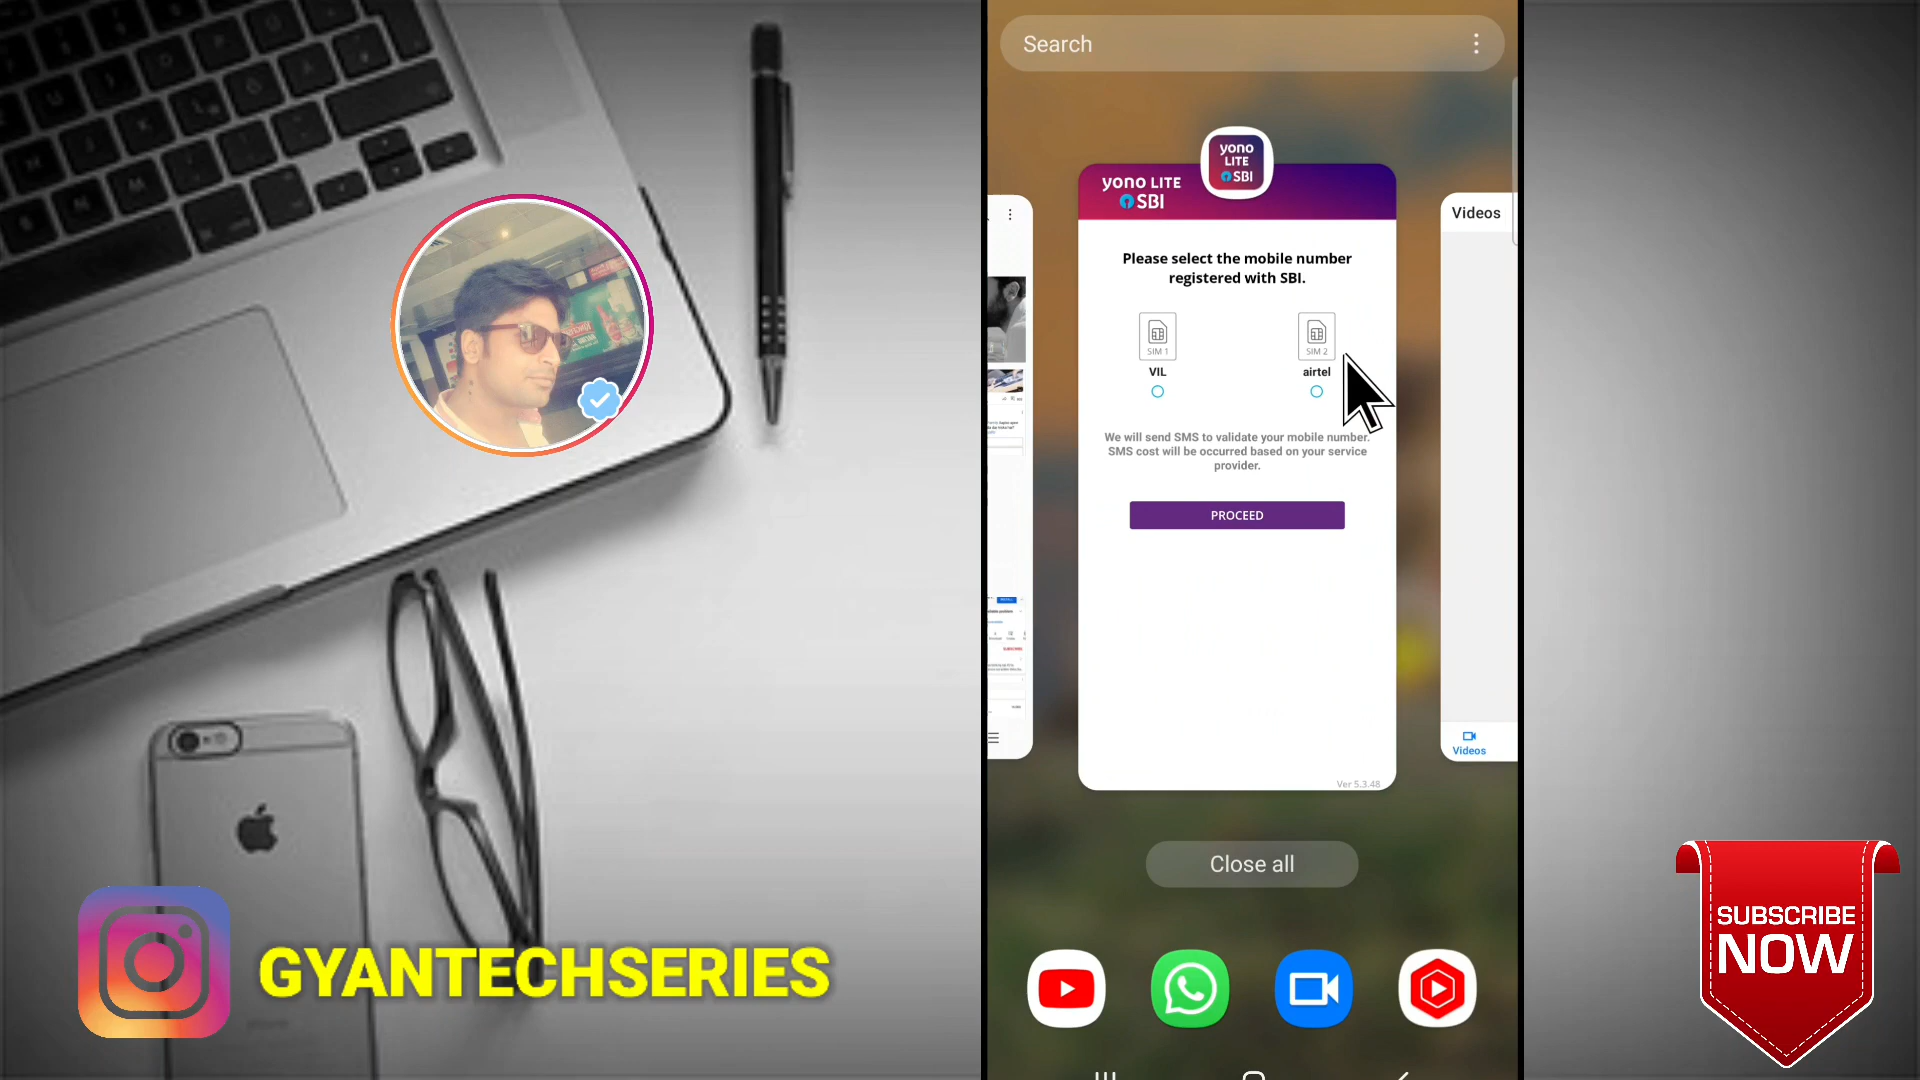 Search
yono
LITE
SBI
yono LITE
SBI
Please select the mobile number
registered with SBI.
SIM 1
SIM 2
VIL
airtel
We will send SMS to validate your mobile number.
SMS cost will be occurred based on your service
provider.
PROCEED
Ver 5.3.48
Videos
Videos
Close all
GYANTECHSERIES
SUBSCRIBE
NOW